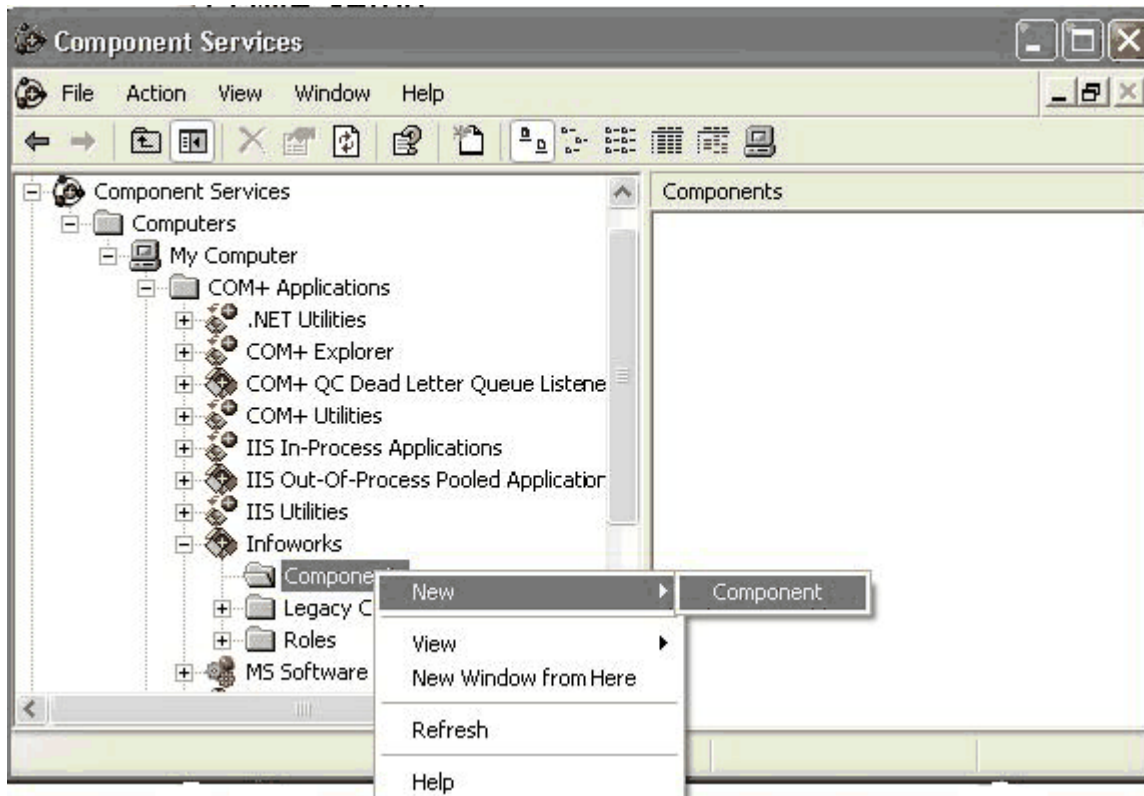 Component Services
File Action View Window Help
Component Services
Components
Computers
My Computer
COM+ Applications
.NET Utilities
COM+ Explorer
COM+ QC Dead Letter Queue Listene
COM+ Utilities
IIS In-Process Applications
IIS Out-Of-Process Pooled Application
IIS Utilities
Infoworks
Component
Legacy C
Roles
MS Software
New
Component
View
New Window from Here
Refresh
Help